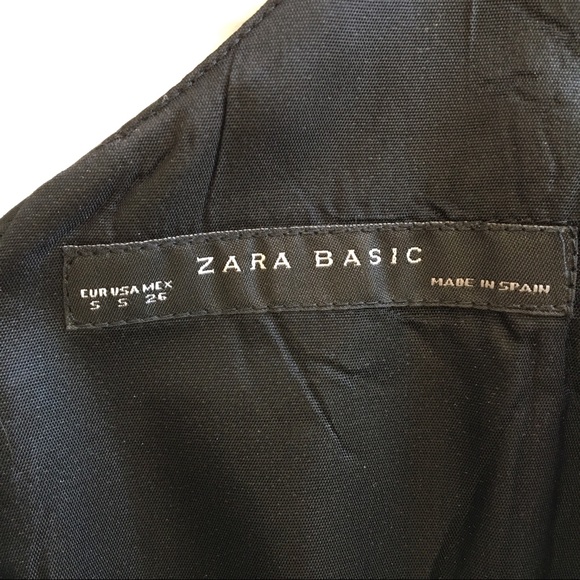 EUR USA MEX
S S 26
ZARA BASIC
MADE IN SPAIN